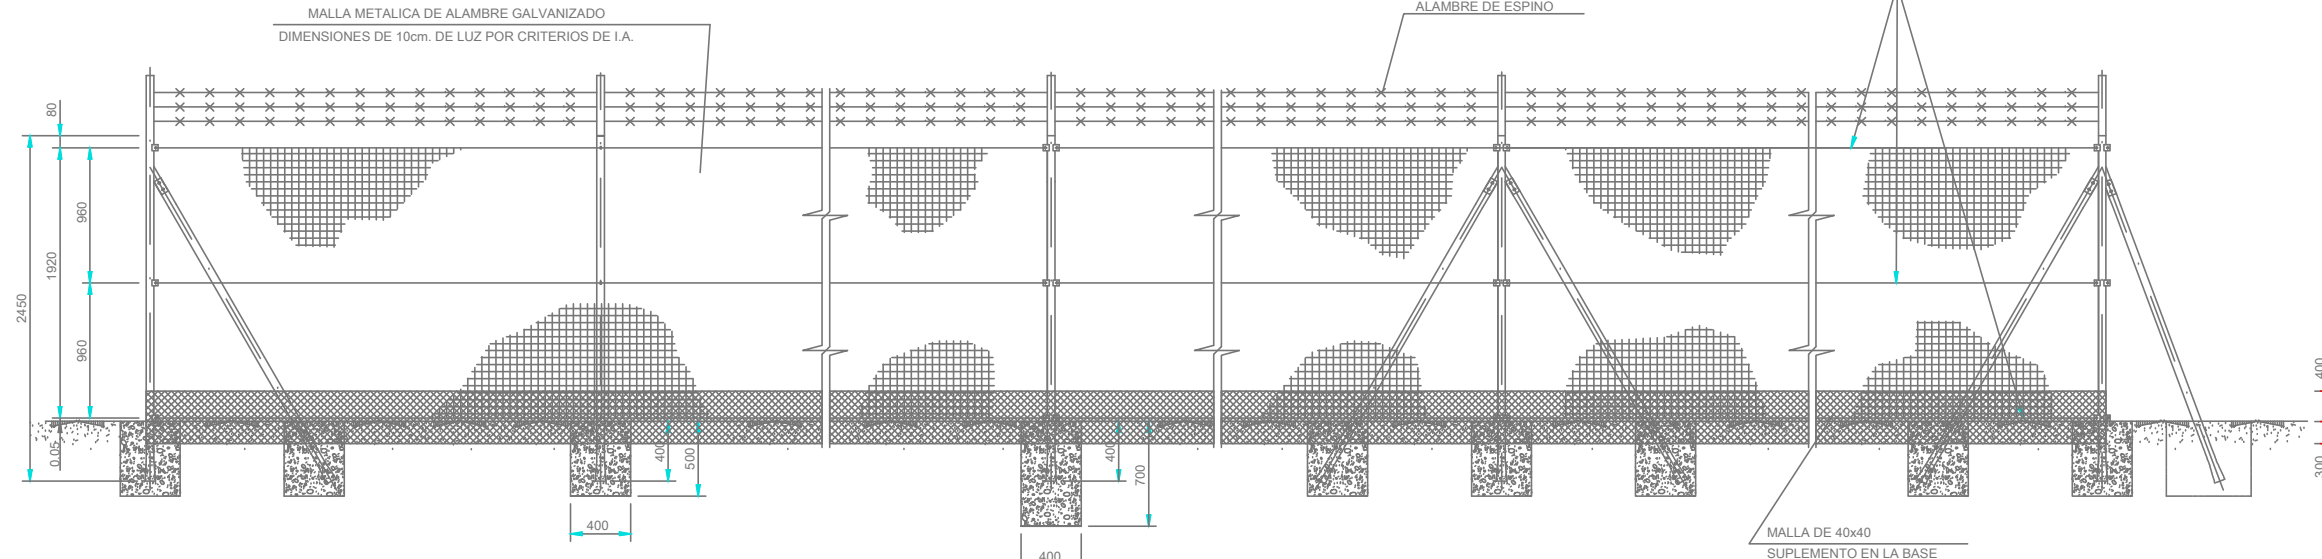 MALLA METALICA DE ALAMBRE GALVANIZADO
DIMENSIONES DE 10cm. DE LUZ POR CRITERIOS DE I.A.
ALAMBRE DE ESPINO
80
960
1920
2450
960
0.05
400
500
400
400
700
400
400
300
MALLA DE 40x40
SUPLEMENTO EN LA BASE